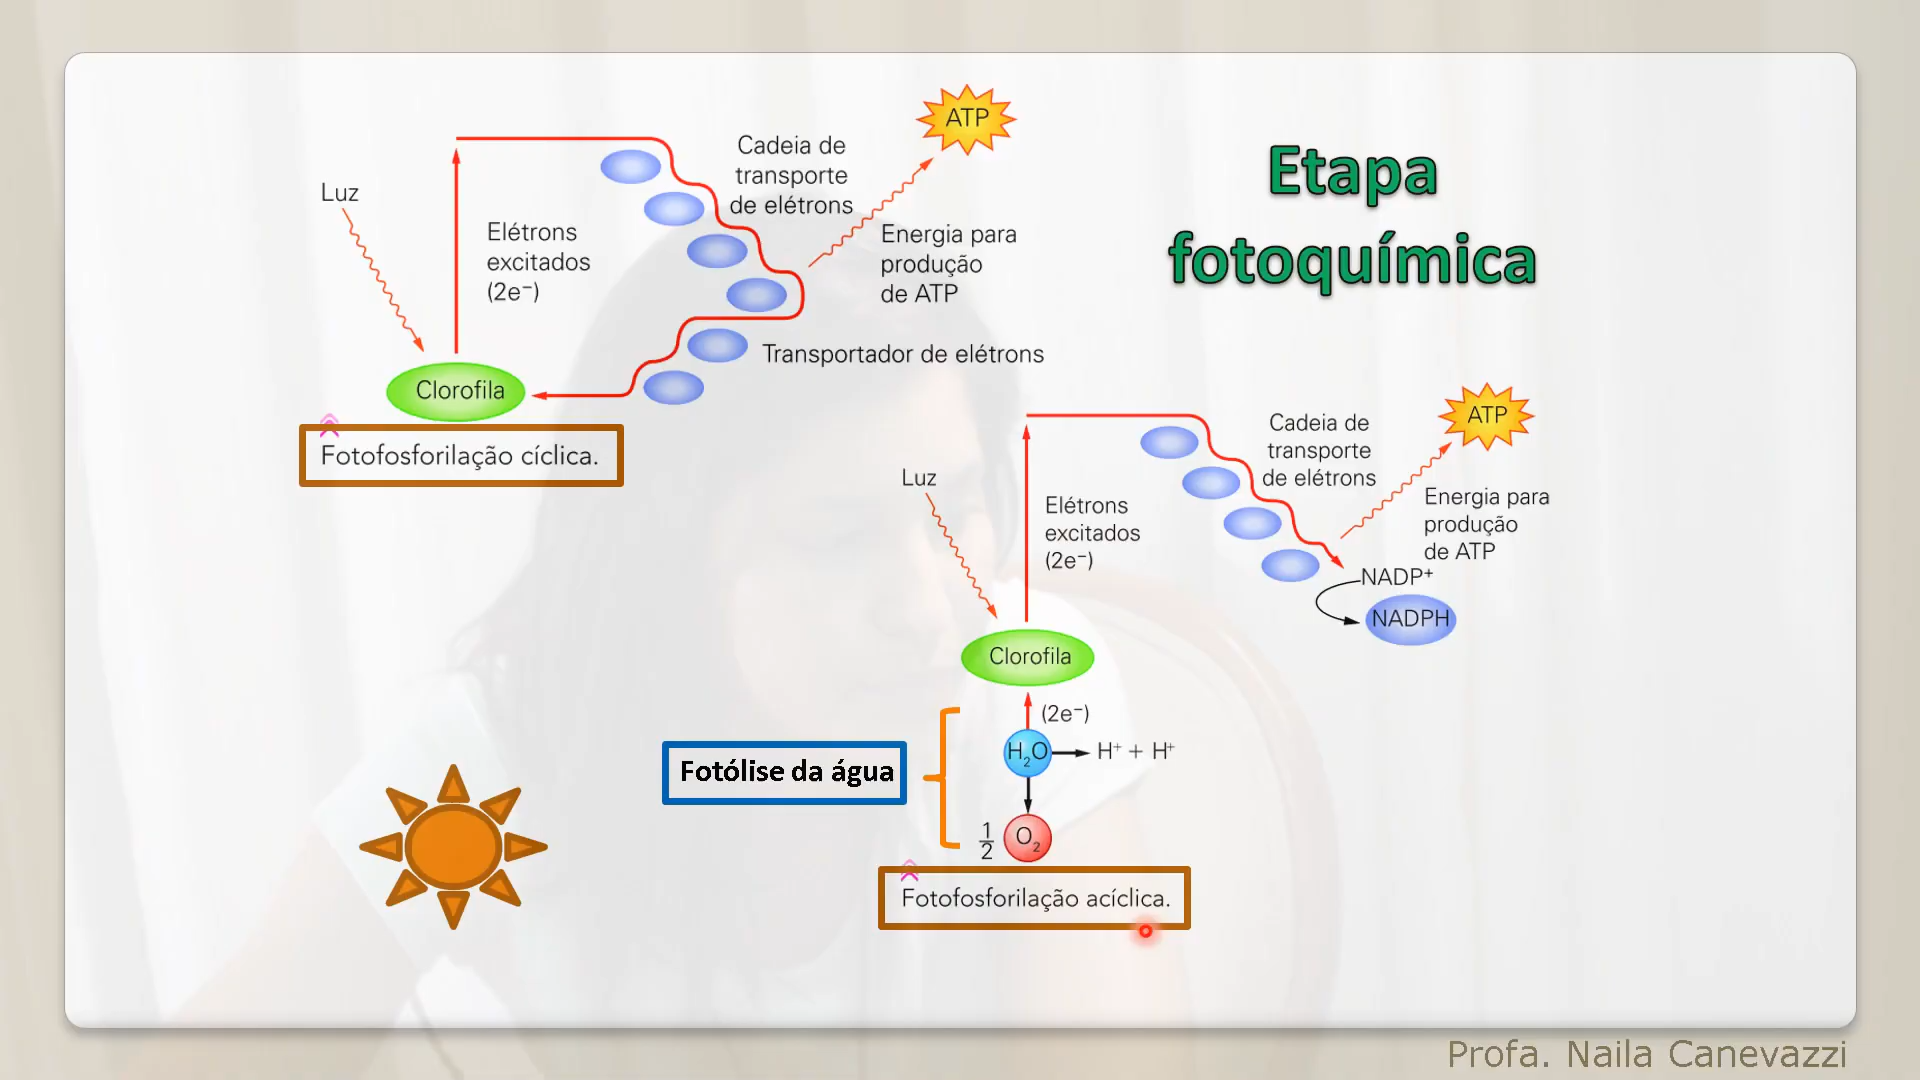 Etapa
fotoquímica
Luz
Elétrons
excitados
(2e⁻)
Cadeia de
transporte
de elétrons
ATP
Energia para
produção
de ATP
Transportador de elétrons
Clorofila
Fotofosforilação cíclica.
Luz
Elétrons
excitados
(2e⁻)
Cadeia de
transporte
de elétrons
ATP
Energia para
produção
de ATP
NADP⁺
NADPH
Clorofila
(2e⁻)
H₂O
H⁺ + H⁺
Fotólise da água
1/2 O₂
Fotofosforilação acíclica.
Profa. Naila Canevazzi